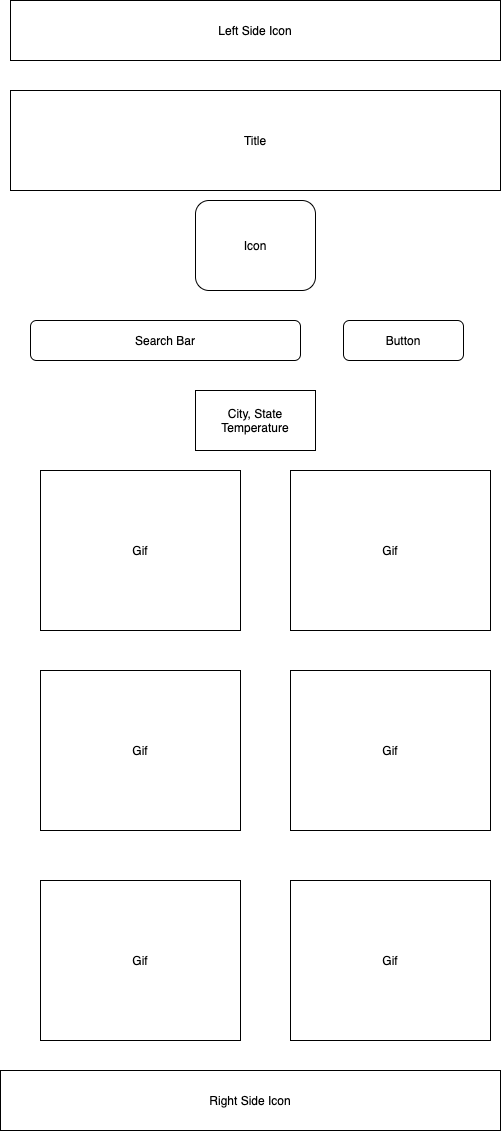 Left Side Icon
Title
Icon
Search Bar
Button
City, State
Temperature
Gif
Gif
Gif
Gif
Gif
Gif
Right Side Icon